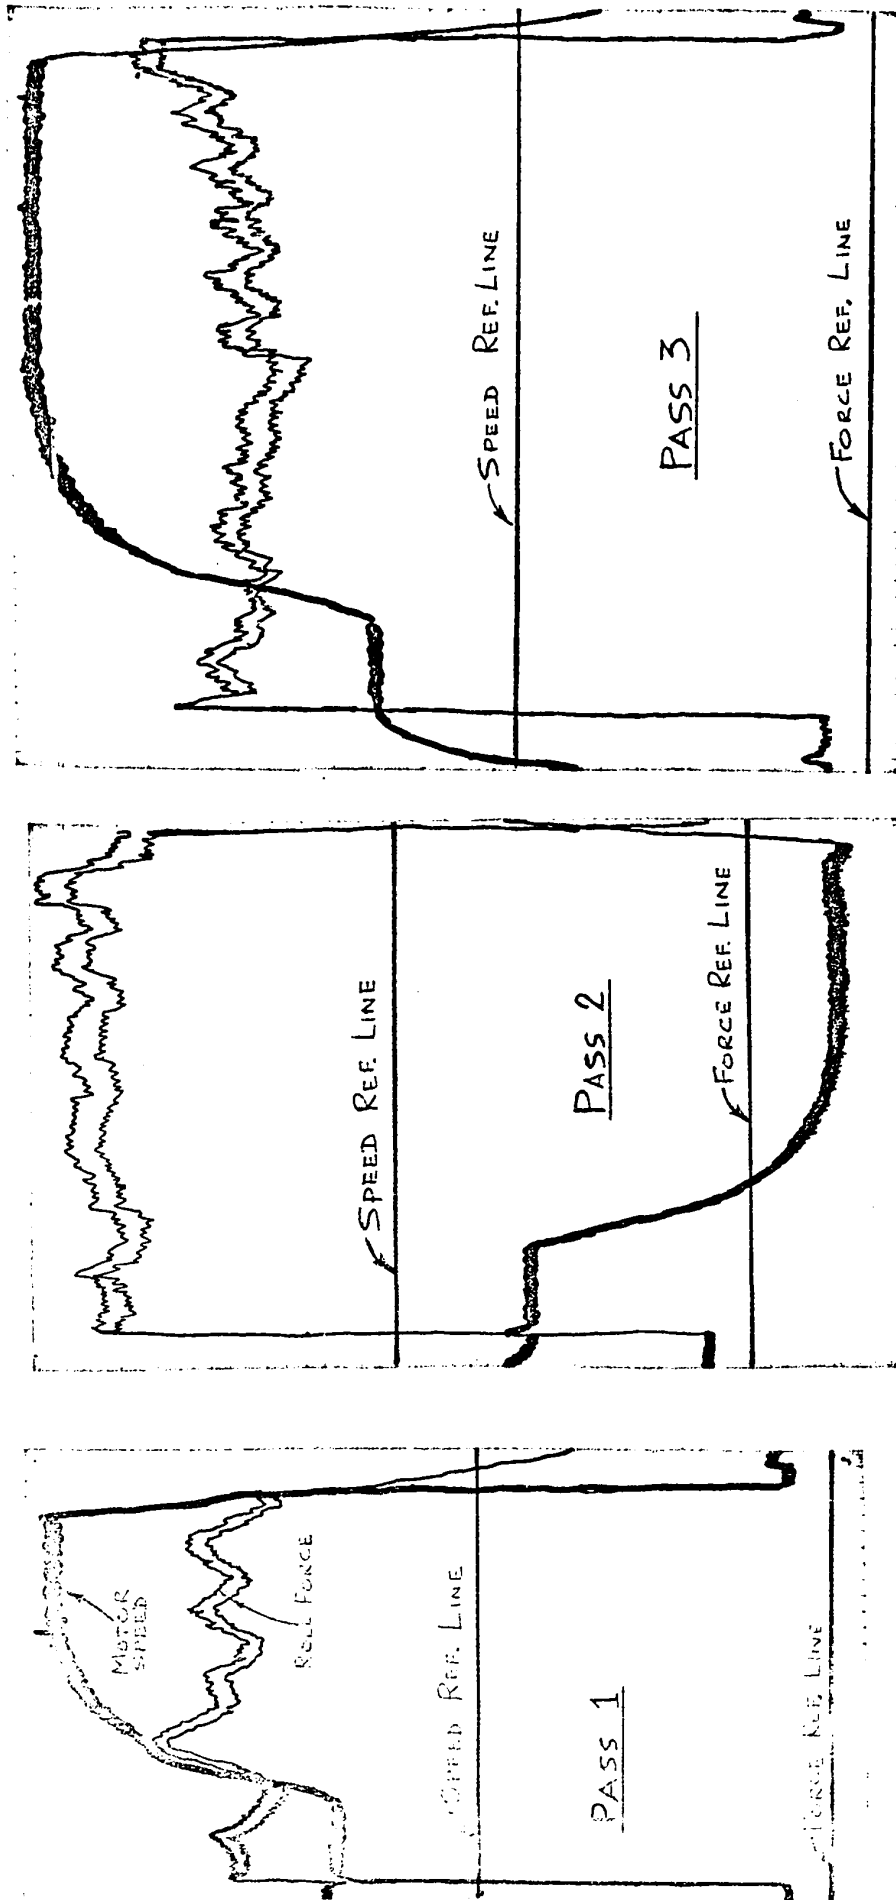 SPEED REF. LINE
PASS 3
FORCE REF. LINE
SPEED REF. LINE
PASS 2
FORCE REF. LINE
MOTOR
SPEED
ROLL FORCE
SPEED REF. LINE
PASS 1
FORCE REF. LINE